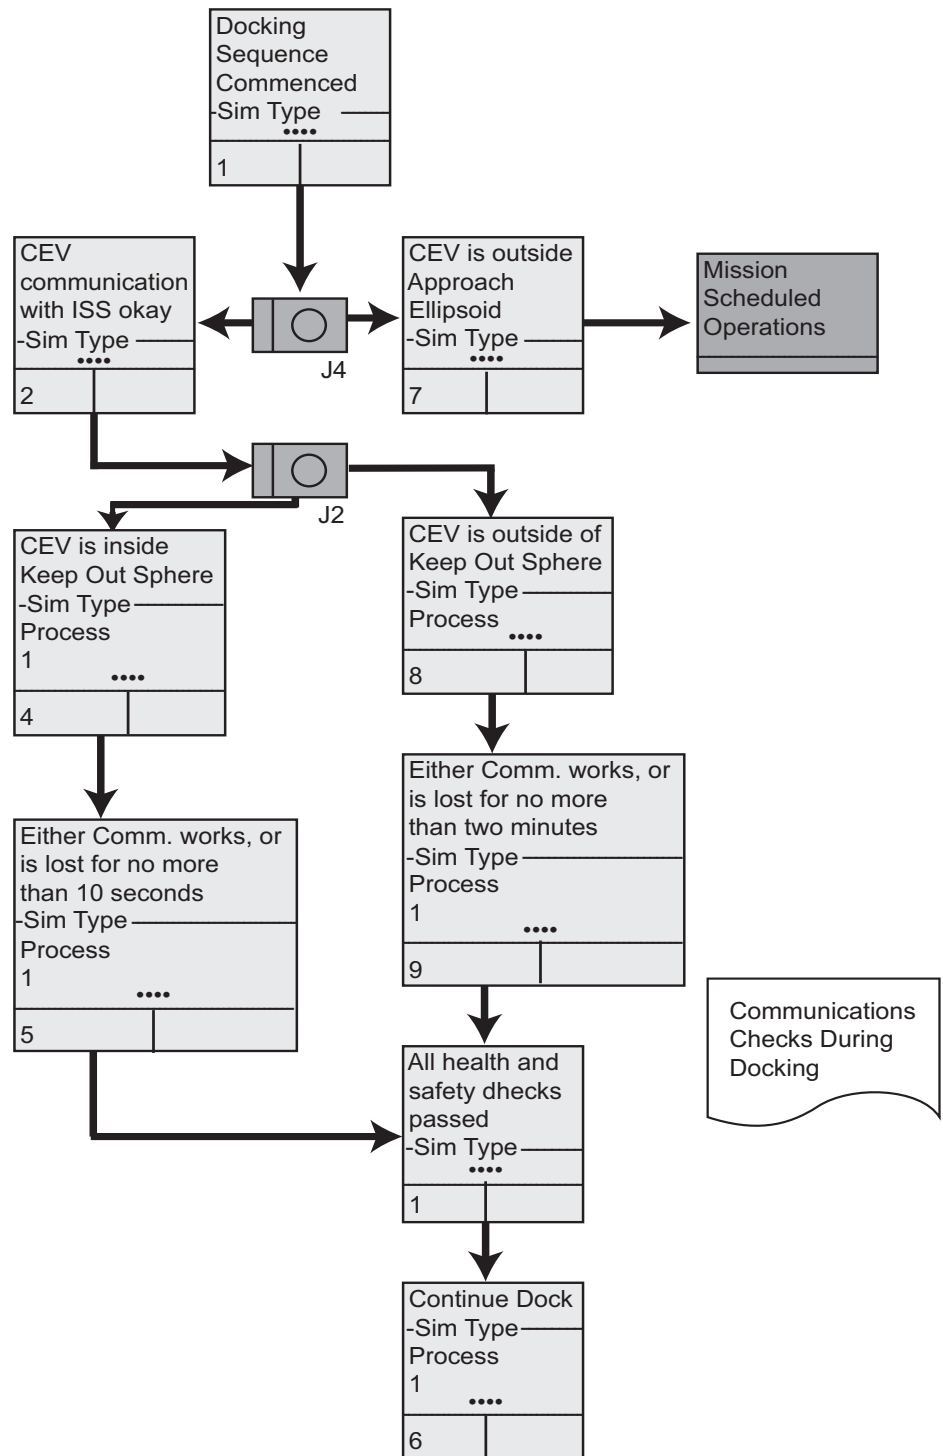 Docking
Sequence
Commenced
-Sim Type
••••
1
CEV
communication
with ISS okay
-Sim Type
••••
2
J4
CEV is outside
Approach
Ellipsoid
-Sim Type
••••
7
Mission
Scheduled
Operations
J2
CEV is inside
Keep Out Sphere
-Sim Type
Process
1
••••
4
CEV is outside of
Keep Out Sphere
-Sim Type
Process
••••
8
Either Comm. works, or
is lost for no more
than 10 seconds
-Sim Type
Process
1
••••
5
Either Comm. works, or
is lost for no more
than two minutes
-Sim Type
Process
1
••••
9
Communications
Checks During
Docking
All health and
safety dhecks
passed
-Sim Type
••••
1
Continue Dock
-Sim Type
Process
1
••••
6